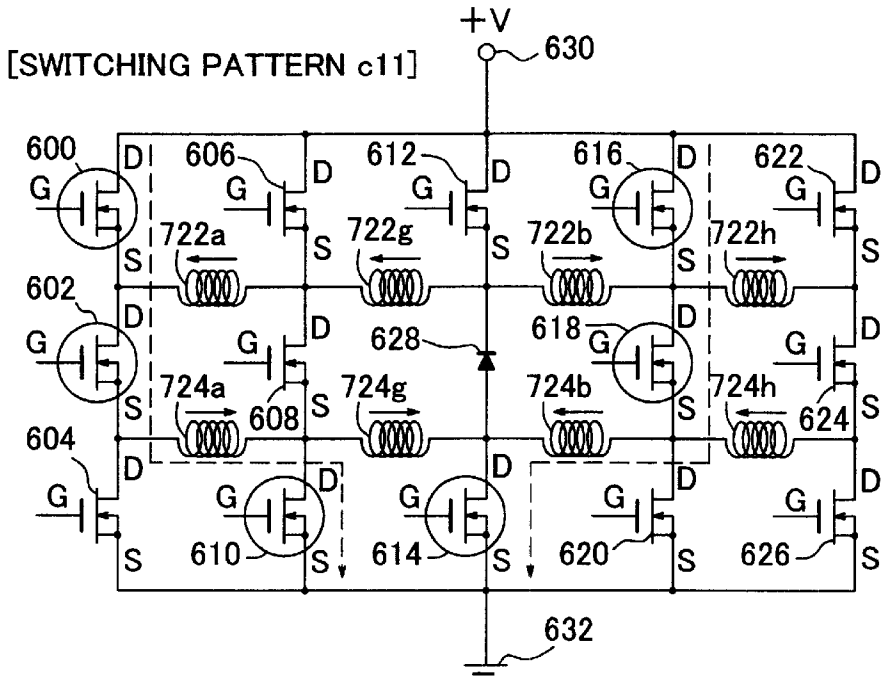 +V
630
[SWITCHING PATTERN c11]
600 D 606 D 612 D 616 D 622 D
G G G G G
S S S S S
722a 722g 722b 722h
602 D D 628 618 D D
G G G G
S S S S
724a 608 724g 724b 724h 624
604 D D D D D
G G G G G
S 610 S 614 S 620 S 626 S
632